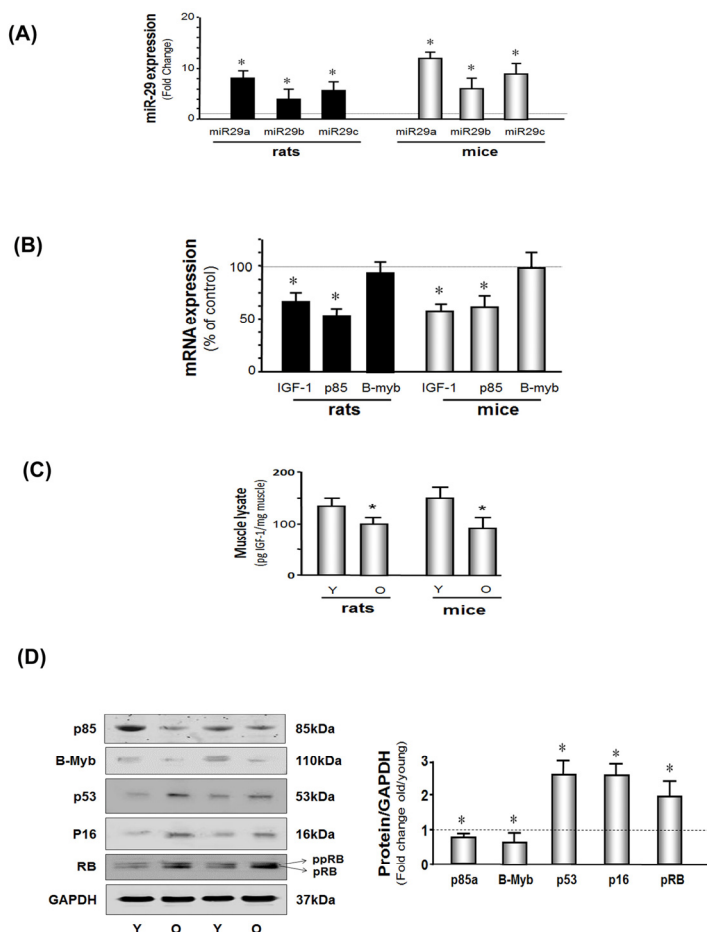 (A)
miR-29 expression
(Fold Change)
20
10
0
* * * * * *
miR29a miR29b miR29c miR29a miR29b miR29c
rats mice
(B)
mRNA expression
(% of control)
100
50
0
* * * *
IGF-1 p85 B-myb IGF-1 p85 B-myb
rats mice
(C)
Muscle lysate
(pg IGF-1/mg muscle)
200
100
0
* *
Y O Y O
rats mice
(D)
p85 85kDa
B-Myb 110kDa
p53 53kDa
P16 16kDa
RB ppRB
pRB
GAPDH 37kDa
Y O Y O
Protein/GAPDH
(Fold change old/young)
3
2
1
0
* * * * *
p85a B-Myb p53 p16 pRB